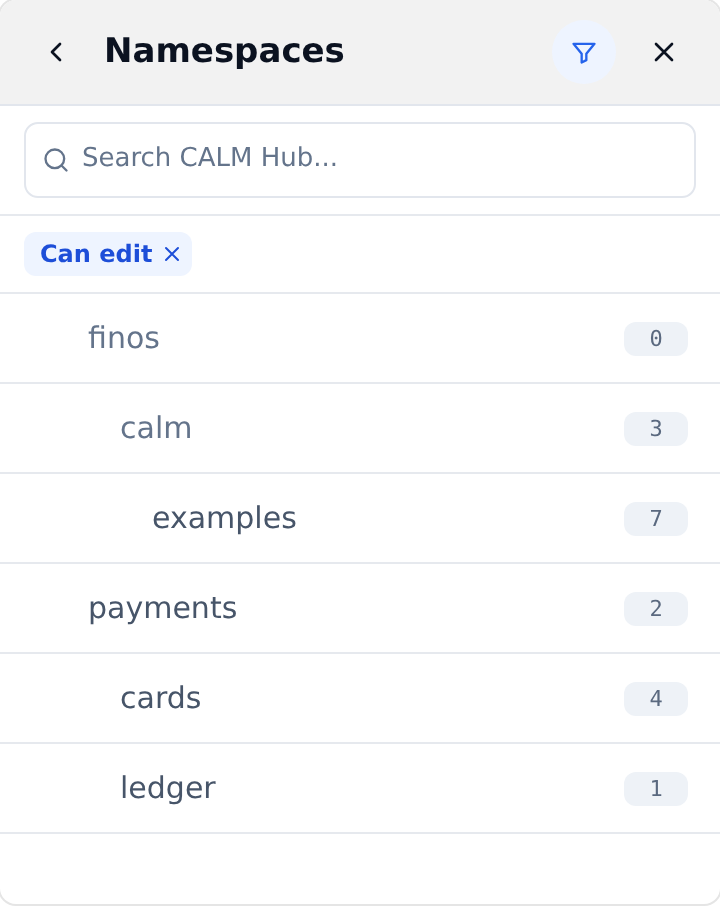 Namespaces
Search CALM Hub...
Can edit
finos 0
calm 3
examples 7
payments 2
cards 4
ledger 1